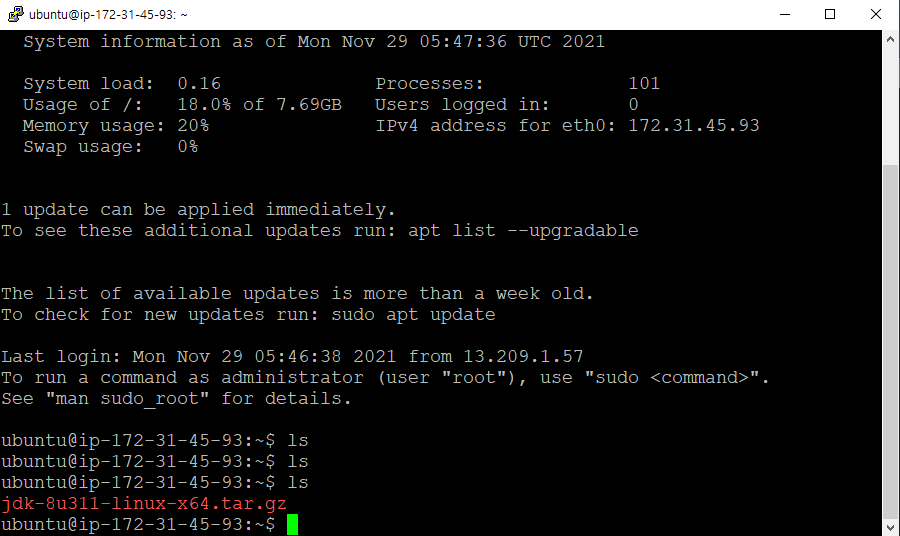 ubuntu@ip-172-31-45-93: ~
System information as of Mon Nov 29 05:47:36 UTC 2021
System load:  0.16                Processes:             101
Usage of /:   18.0% of 7.69GB   Users logged in:       0
Memory usage: 20%               IPv4 address for eth0: 172.31.45.93
Swap usage:   0%
1 update can be applied immediately.
To see these additional updates run: apt list --upgradable
The list of available updates is more than a week old.
To check for new updates run: sudo apt update
Last login: Mon Nov 29 05:46:38 2021 from 13.209.1.57
To run a command as administrator (user "root"), use "sudo <command>".
See "man sudo_root" for details.
ubuntu@ip-172-31-45-93:~$ ls
ubuntu@ip-172-31-45-93:~$ ls
ubuntu@ip-172-31-45-93:~$ ls
jdk-8u311-linux-x64.tar.gz
ubuntu@ip-172-31-45-93:~$